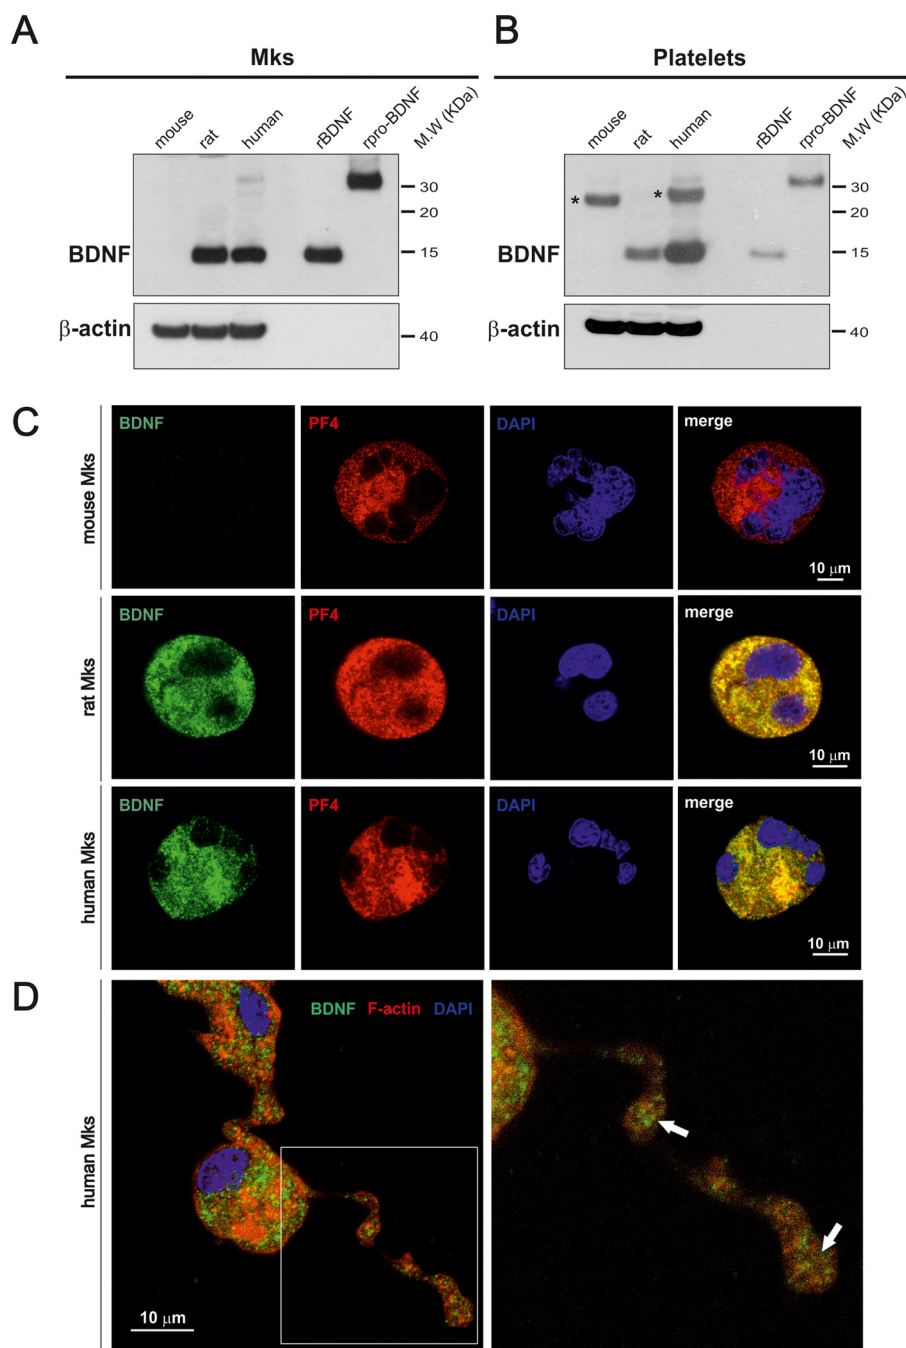 A
Mks
mouse
rat
human
rBDNF
rpro-BDNF
M.W (KDa)
30
20
BDNF
15
β-actin
40
B
Platelets
mouse
rat
human
rBDNF
rpro-BDNF
M.W (KDa)
*
*
30
20
BDNF
15
β-actin
40
C
mouse Mks
BDNF
PF4
DAPI
merge
10 μm
rat Mks
BDNF
PF4
DAPI
merge
10 μm
human Mks
BDNF
PF4
DAPI
merge
10 μm
D
human Mks
BDNF F-actin DAPI
10 μm